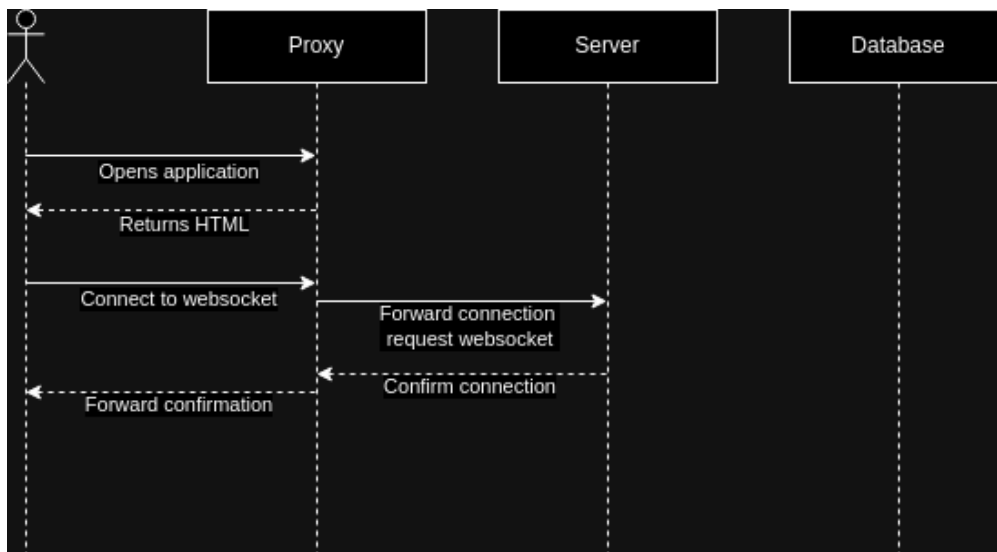 Proxy
Server
Database
Opens application
Returns HTML
Connect to websocket
Forward connection
request websocket
Confirm connection
Forward confirmation